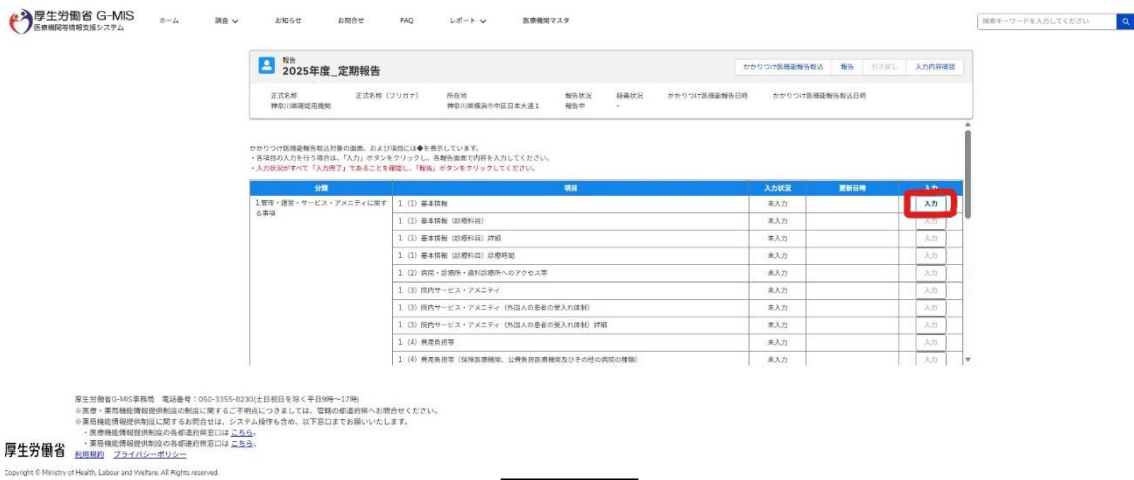 厚生労働省 G-MIS
医療機関等情報支援システム
ホーム 調査 お知らせ お問合せ FAQ レポート 医療機関マスタ
検索キーワードを入力してください
報告
2025年度_定期報告
かかりつけ医機能報告取込 報告 引き戻し 入力内容確認
正式名称 正式名称（フリガナ） 所在地 報告状況 疑義状況 かかりつけ医機能報告日時 かかりつけ医機能報告取込日時
神奈川県確認用機関 神奈川県横浜市中区日本大通1 報告中 -
かかりつけ医機能報告取込対象の画面、および項目には◆を表示しています。
・各項目の入力を行う場合は、「入力」ボタンをクリックし、各報告画面で内容を入力してください。
・入力状況がすべて「入力完了」であることを確認し、「報告」ボタンをクリックしてください。
分類 項目 入力状況 更新日時 入力
1.管理・運営・サービス・アメニティに関する事項 1.（1）基本情報 未入力 入力
1.（1）基本情報（診療科目） 未入力 入力
1.（1）基本情報（診療科目）詳細 未入力 入力
1.（1）基本情報（診療科目）診療時間 未入力 入力
1.（2）病院・診療所・歯科診療所へのアクセス等 未入力 入力
1.（3）院内サービス・アメニティ 未入力 入力
1.（3）院内サービス・アメニティ（外国人の患者の受入れ体制） 未入力 入力
1.（3）院内サービス・アメニティ（外国人の患者の受入れ体制）詳細 未入力 入力
1.（4）費用負担等 未入力 入力
1.（4）費用負担等（保険医療機関、公費負担医療機関及びその他の病院の種類） 未入力 入力
厚生労働省G-MIS事務局 電話番号：050-3355-8230(土日祝日を除く平日9時～17時)
※医療・薬局機能情報提供制度の制度に関するご不明点につきましては、管轄の都道府県へお問合せください。
※薬局機能情報提供制度に関するお問合せは、システム操作も含め、以下窓口までお願いいたします。
・医療機能情報提供制度の各都道府県窓口は こちら。
・薬局機能情報提供制度の各都道府県窓口は こちら。
厚生労働省 利用規約 プライバシーポリシー
Copyright © Ministry of Health, Labour and Welfare, All Rights reserved.